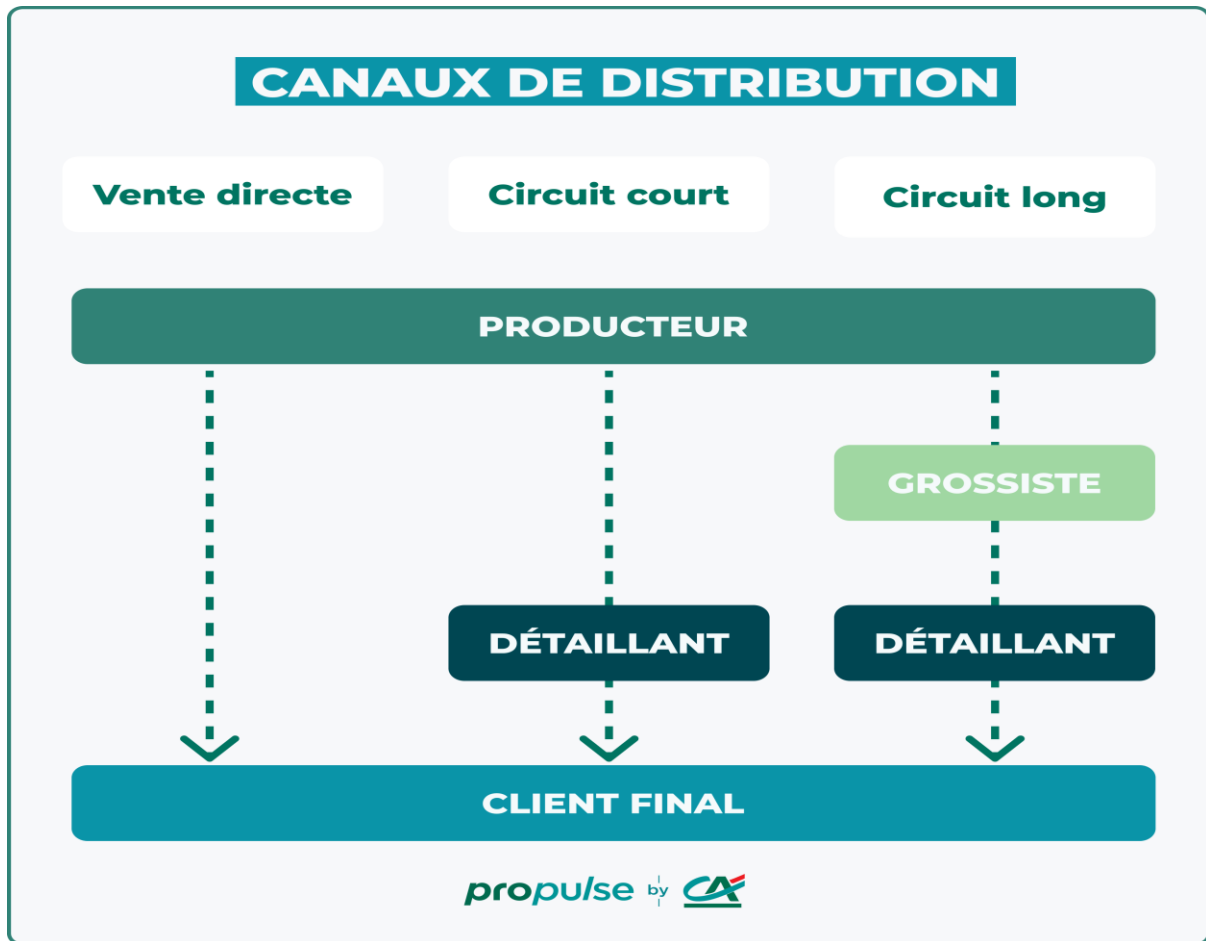 CANAUX DE DISTRIBUTION
Vente directe
Circuit court
Circuit long
PRODUCTEUR
GROSSISTE
DÉTAILLANT
DÉTAILLANT
CLIENT FINAL
propulse by CA